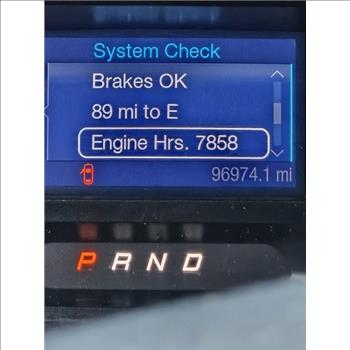 System Check
Brakes OK
89 mi to E
Engine Hrs. 7858
96974.1 mi
P R N D